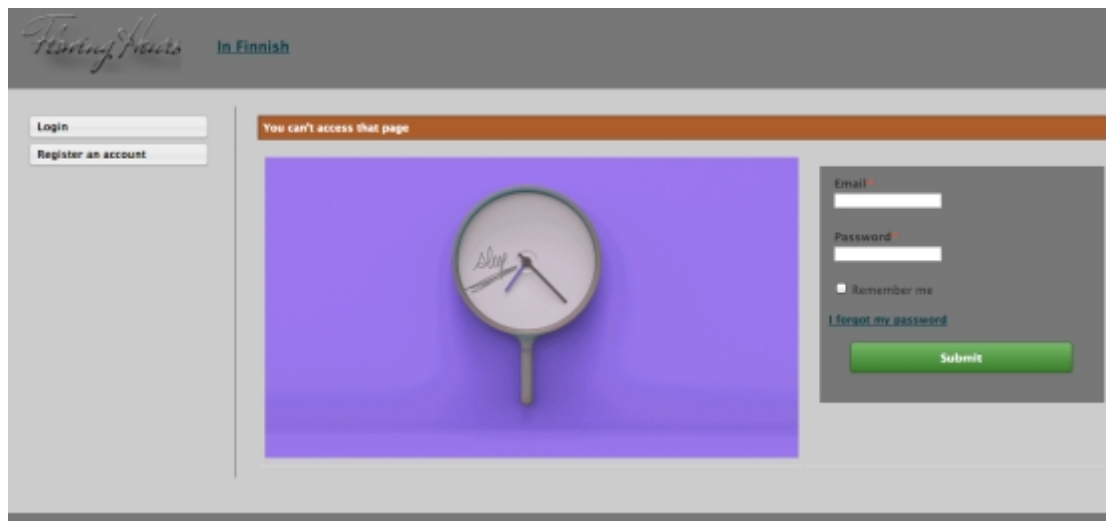 In Finnish
Login
Register an account
You can't access that page
sleep
Email*
Password*
Remember me
I forgot my password
Submit